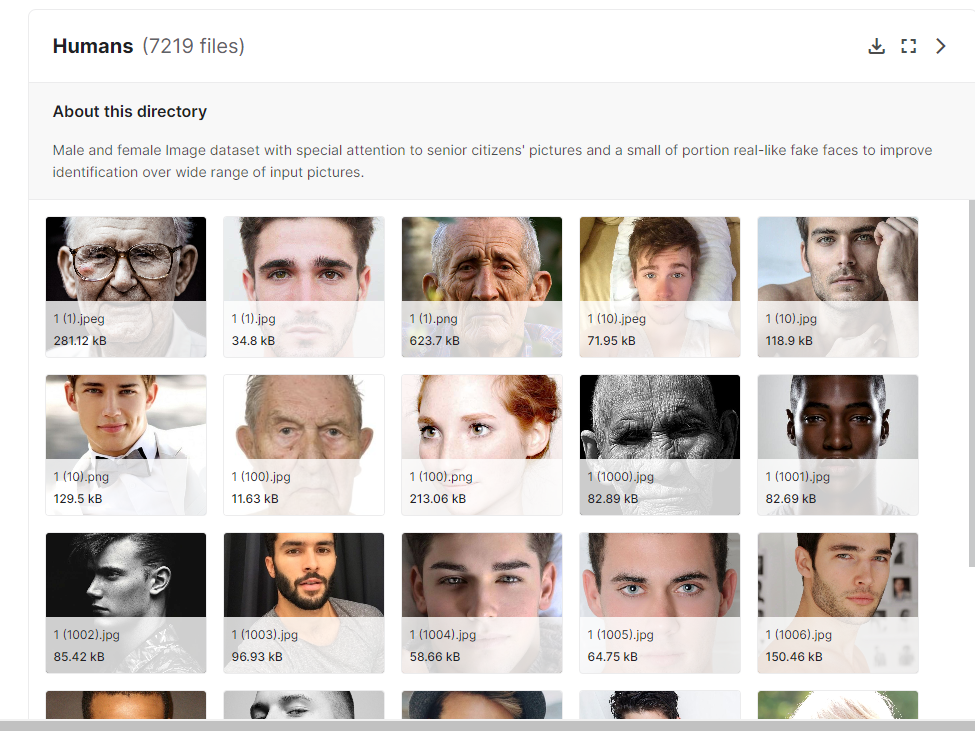 Humans (7219 files)
About this directory
Male and female Image dataset with special attention to senior citizens' pictures and a small of portion real-like fake faces to improve
identification over wide range of input pictures.
1 (1).jpeg
281.12 kB
1 (1).jpg
34.8 kB
1 (1).png
623.7 kB
1 (10).jpeg
71.95 kB
1 (10).jpg
118.9 kB
1 (10).png
129.5 kB
1 (100).jpg
11.63 kB
1 (100).png
213.06 kB
1 (1000).jpg
82.89 kB
1 (1001).jpg
82.69 kB
1 (1002).jpg
85.42 kB
1 (1003).jpg
96.93 kB
1 (1004).jpg
58.66 kB
1 (1005).jpg
64.75 kB
1 (1006).jpg
150.46 kB